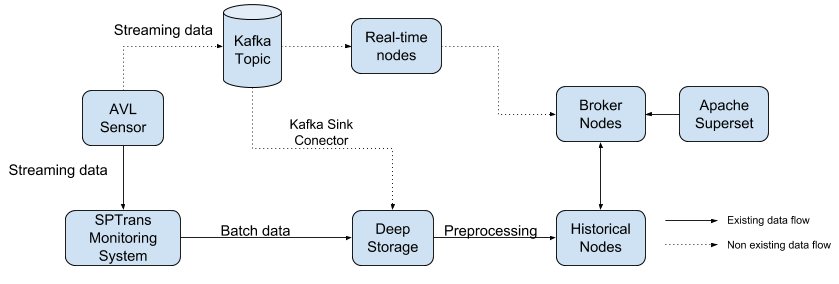 Streaming data
Kafka
Topic
Real-time
nodes
AVL
Sensor
Broker
Nodes
Apache
Superset
Kafka Sink
Conector
Streaming data
SPTrans
Monitoring
System
Batch data
Deep
Storage
Preprocessing
Historical
Nodes
Existing data flow
Non existing data flow